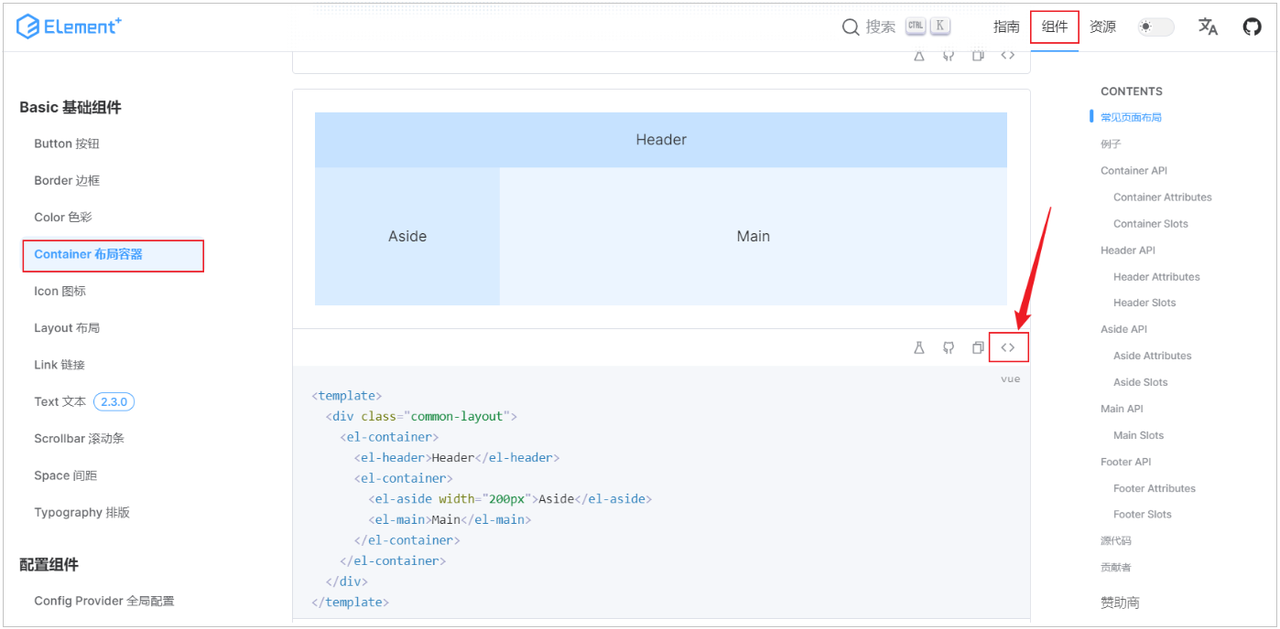 Element+
搜索 CTRL K 指南 组件 资源
Basic 基础组件
Button 按钮
Border 边框
Color 色彩
Container 布局容器
Icon 图标
Layout 布局
Link 链接
Text 文本 2.3.0
Scrollbar 滚动条
Space 间距
Typography 排版
配置组件
Config Provider 全局配置
Header
Aside
Main
vue
<template>
  <div class="common-layout">
    <el-container>
      <el-header>Header</el-header>
      <el-container>
        <el-aside width="200px">Aside</el-aside>
        <el-main>Main</el-main>
      </el-container>
    </el-container>
  </div>
</template>
CONTENTS
常见页面布局
例子
Container API
Container Attributes
Container Slots
Header API
Header Attributes
Header Slots
Aside API
Aside Attributes
Aside Slots
Main API
Main Slots
Footer API
Footer Attributes
Footer Slots
源代码
贡献者
赞助商